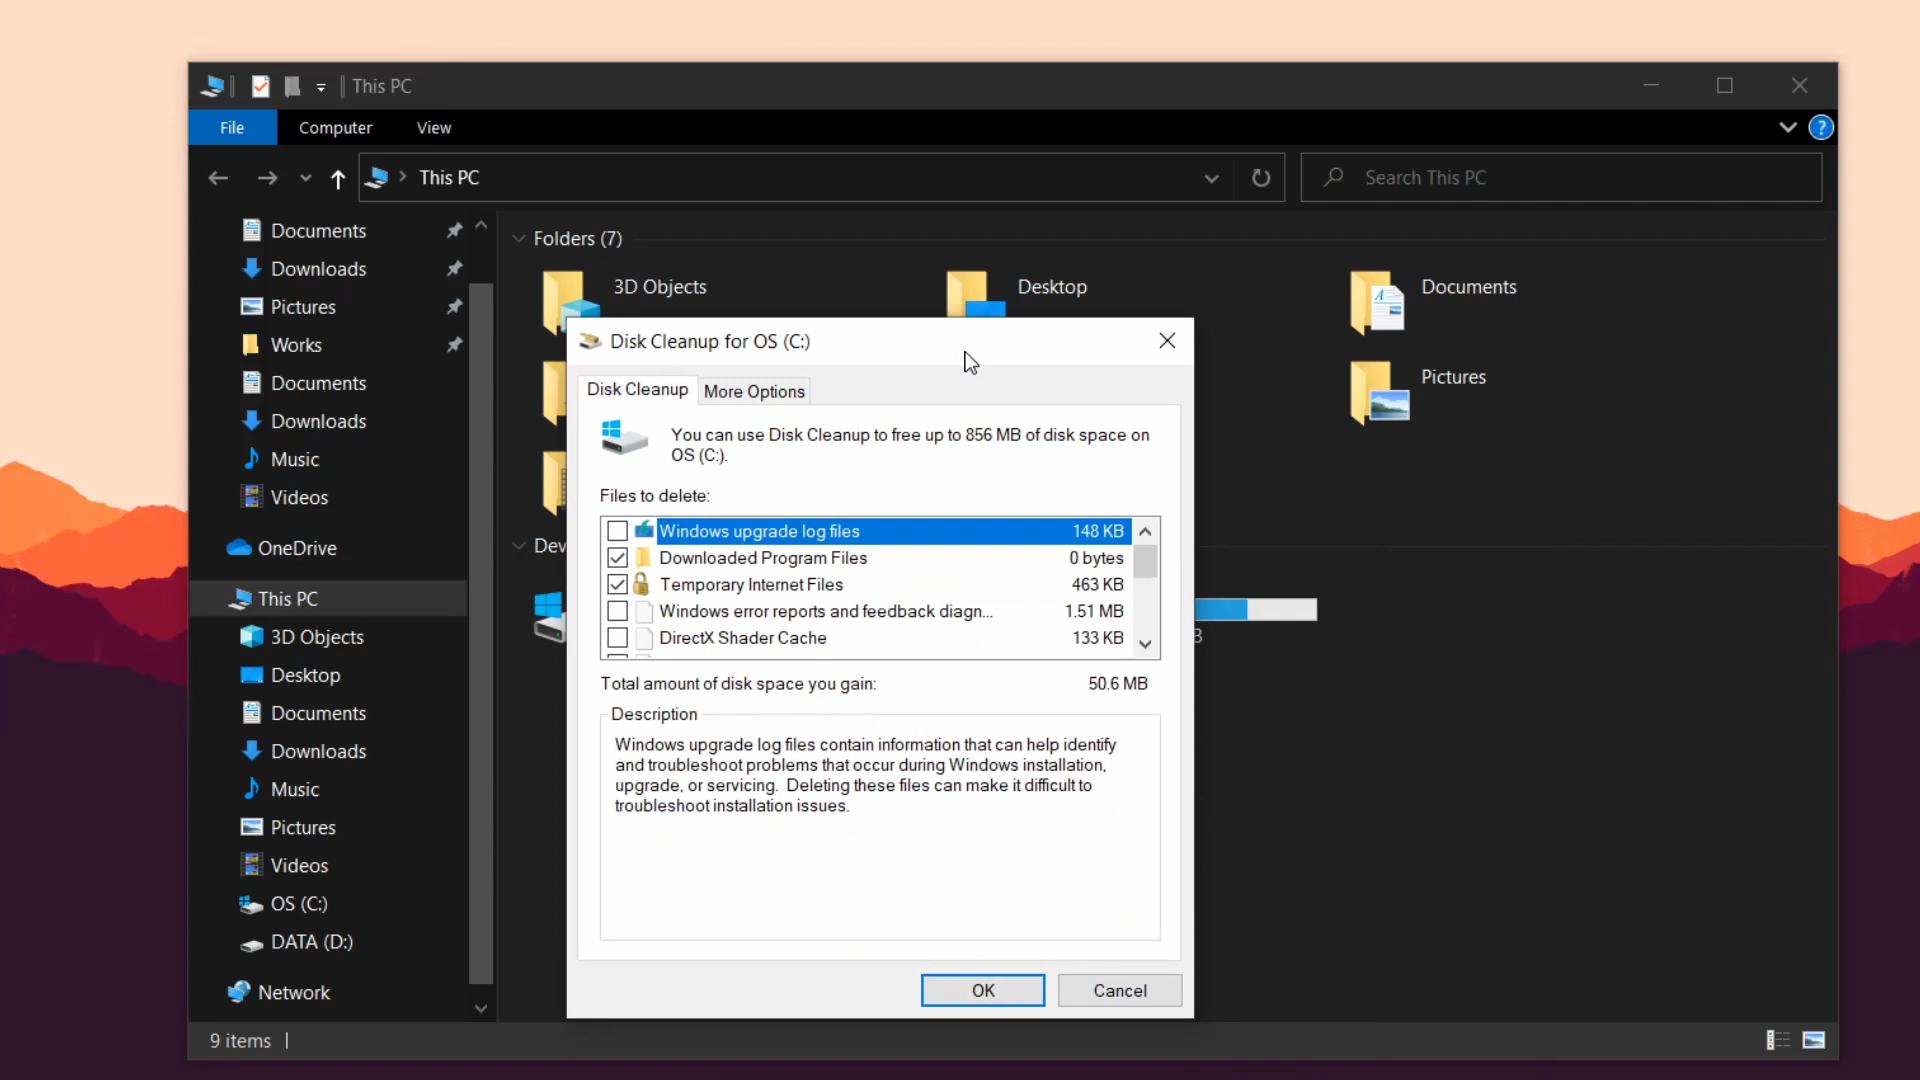 This PC
File
Computer
View
This PC
Search This PC
Documents
Downloads
Pictures
Works
Documents
Downloads
Music
Videos
OneDrive
This PC
3D Objects
Desktop
Documents
Downloads
Music
Pictures
Videos
OS (C:)
DATA (D:)
Network
Folders (7)
3D Objects
Desktop
Documents
Pictures
Dev
Disk Cleanup for OS (C:)
Disk Cleanup
More Options
You can use Disk Cleanup to free up to 856 MB of disk space on
OS (C:).
Files to delete:
Windows upgrade log files 148 KB
Downloaded Program Files 0 bytes
Temporary Internet Files 463 KB
Windows error reports and feedback diagn... 1.51 MB
DirectX Shader Cache 133 KB
Total amount of disk space you gain: 50.6 MB
Description
Windows upgrade log files contain information that can help identify
and troubleshoot problems that occur during Windows installation,
upgrade, or servicing. Deleting these files can make it difficult to
troubleshoot installation issues.
OK
Cancel
9 items